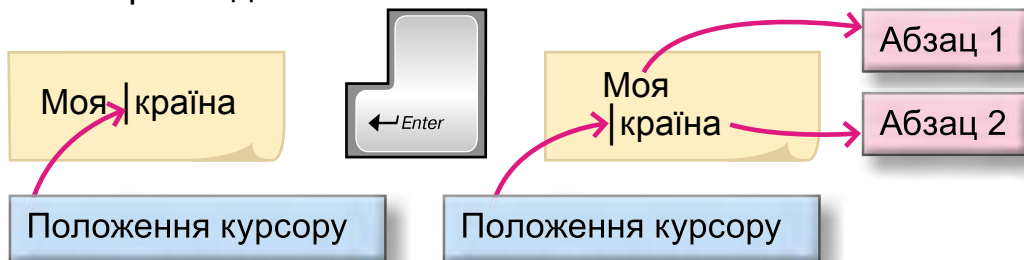 Моя країна
Enter
Моя
країна
Абзац 1
Абзац 2
Положення курсору
Положення курсору